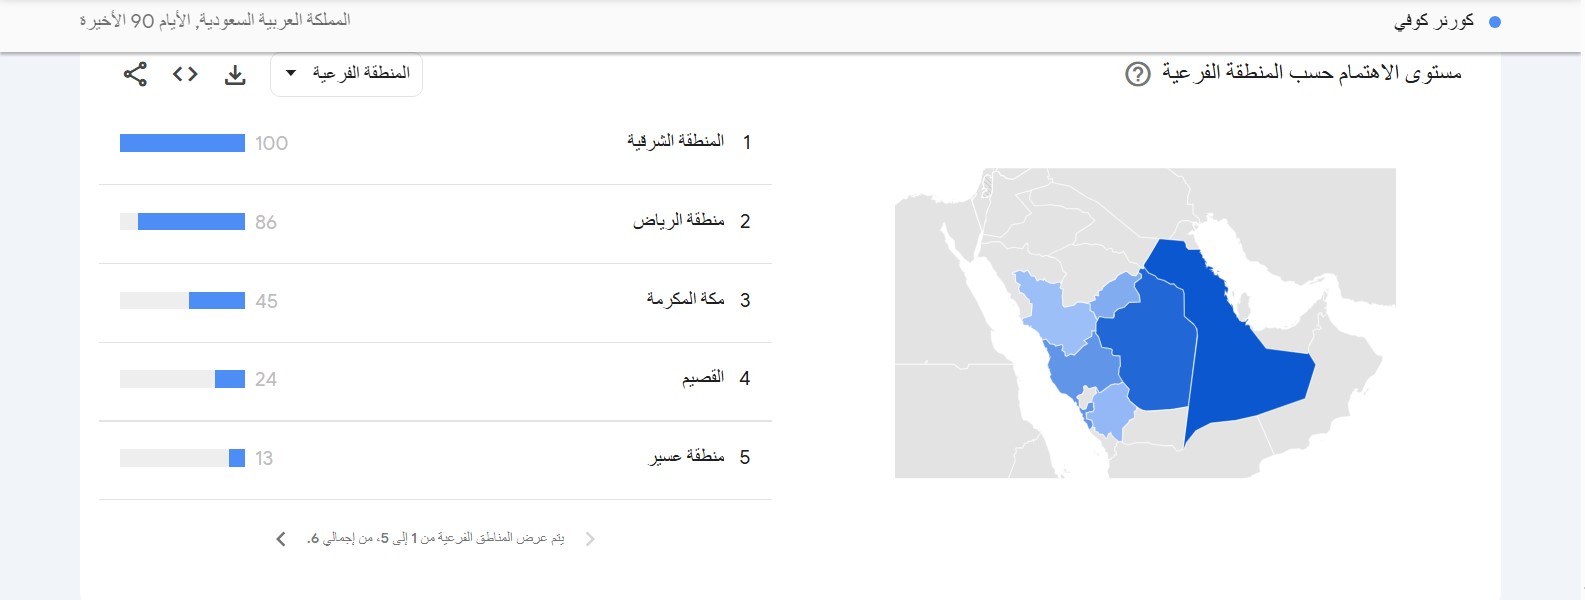 كورنر كوفي
المملكة العربية السعودية, الأيام 90 الأخيرة
مستوى الاهتمام حسب المنطقة الفرعية ?
المنطقة الفرعية
1 المنطقة الشرقية 100
2 منطقة الرياض 86
3 مكة المكرمة 45
4 القصيم 24
5 منطقة عسير 13
يتم عرض المناطق الفرعية من 1 إلى 5، من إجمالي 6.